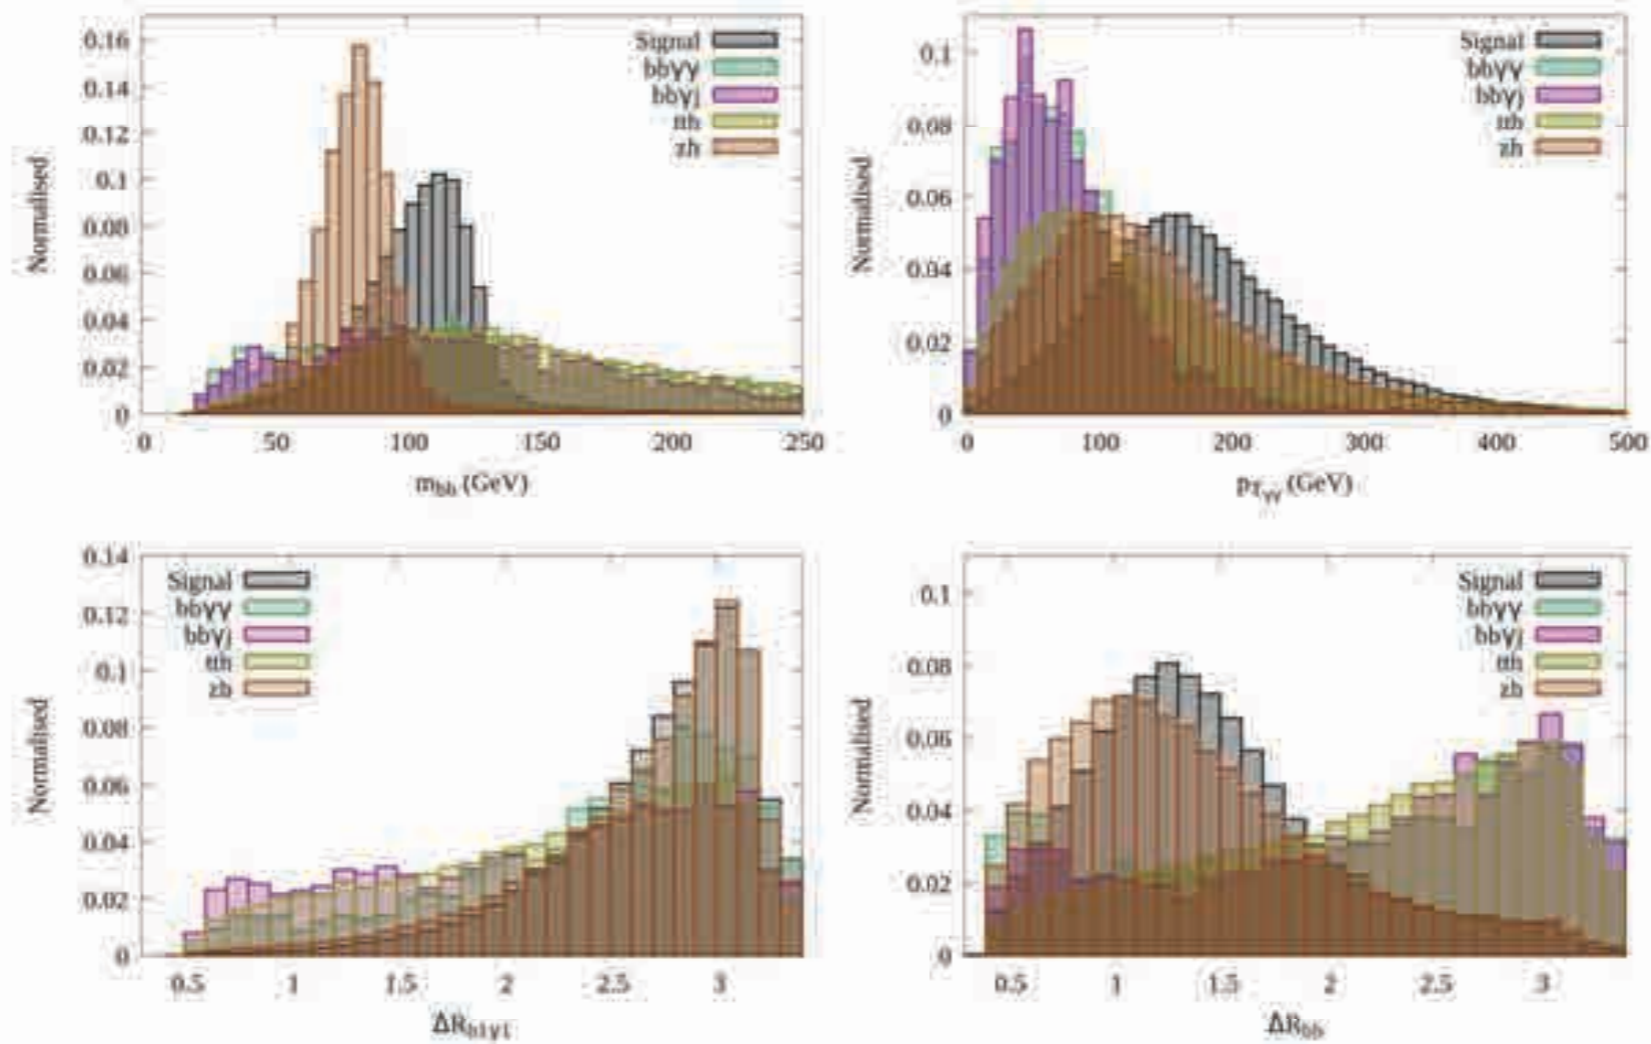 0.16
0.14
0.12
0.1
0.08
0.06
0.04
0.02
0
Normalised
Signal
bbγγ
bbγj
tth
zh
0 50 100 150 200 250
m_bb (GeV)
0.1
0.08
0.06
0.04
0.02
0
Normalised
Signal
bbγγ
bbγj
tth
zh
0 100 200 300 400 500
p_T_γγ (GeV)
0.14
0.12
0.1
0.08
0.06
0.04
0.02
0
Normalised
Signal
bbγγ
bbγj
tth
zh
0.5 1 1.5 2 2.5 3
ΔR_b1γ1
0.1
0.08
0.06
0.04
0.02
0
Normalised
Signal
bbγγ
bbγj
tth
zh
0.5 1 1.5 2 2.5 3
ΔR_bb